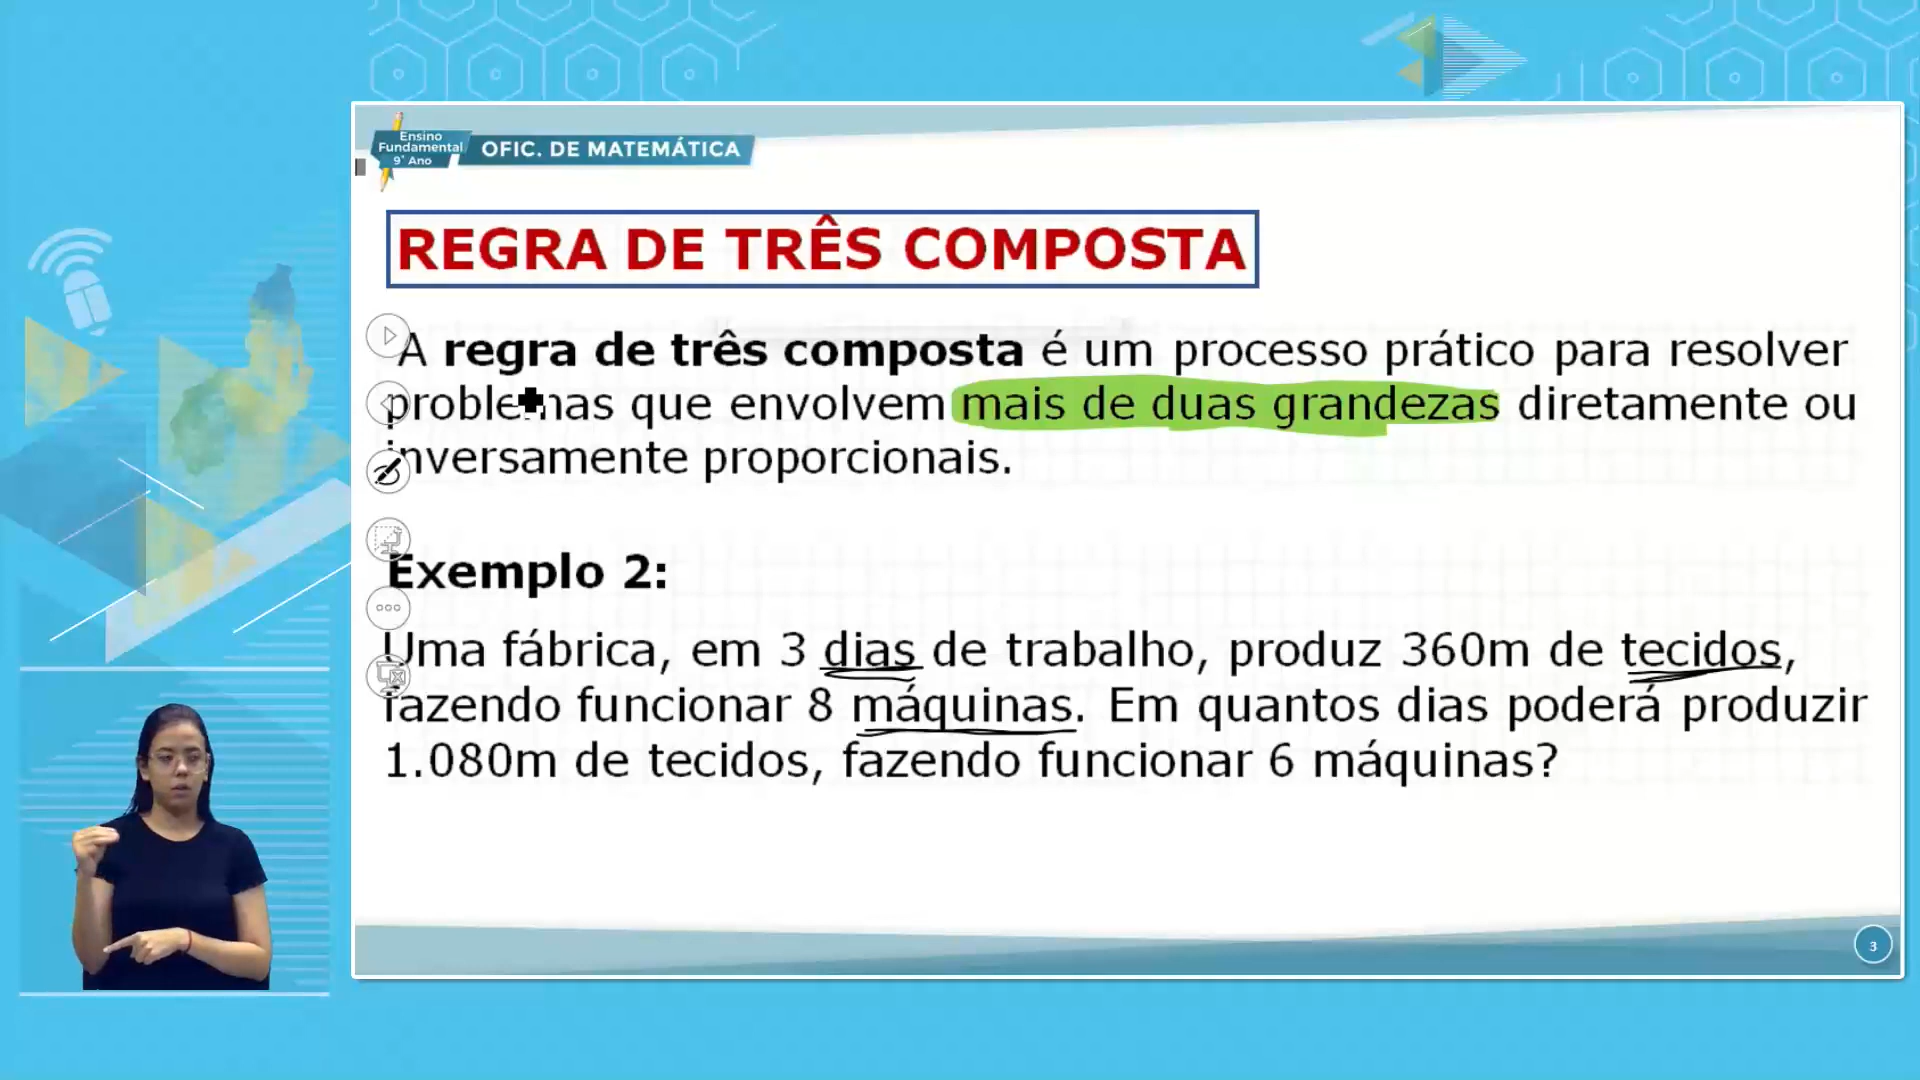 Ensino
Fundamental
9° Ano
OFIC. DE MATEMÁTICA
REGRA DE TRÊS COMPOSTA
A regra de três composta é um processo prático para resolver
problemas que envolvem mais de duas grandezas diretamente ou
inversamente proporcionais.
Exemplo 2:
Uma fábrica, em 3 dias de trabalho, produz 360m de tecidos,
fazendo funcionar 8 máquinas. Em quantos dias poderá produzir
1.080m de tecidos, fazendo funcionar 6 máquinas?
3